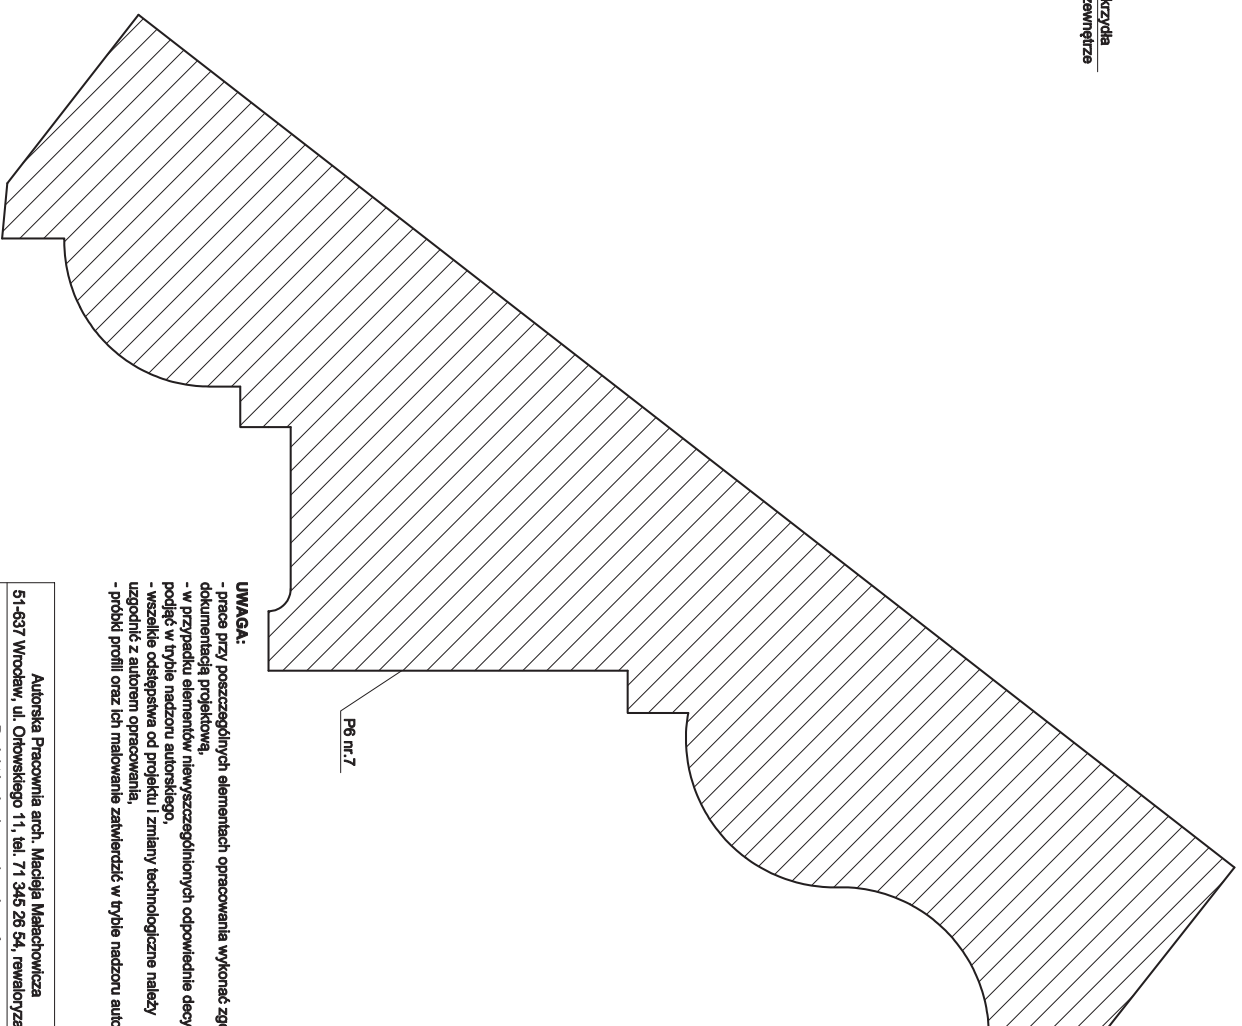 krzydła
zewnętrze
P6 nr.7
UWAGA:
- prace przy poszczególnych elementach opracowania wykonać zgo
dokumentacją projektową,
- w przypadku elementów niewyszczególnionych odpowiednie decy
podjąć w trybie nadzoru autorskiego,
- wszelkie odstępstwa od projektu i zmiany technologiczne należy
uzgodnić z autorem opracowania,
- próbki profili oraz ich malowanie zatwierdzić w trybie nadzoru auto
Autorska Pracownia arch. Macieja Małachowicza
51-637 Wrocław, ul. Orłowskiego 11, tel. 71 345 26 54, rewaloryza